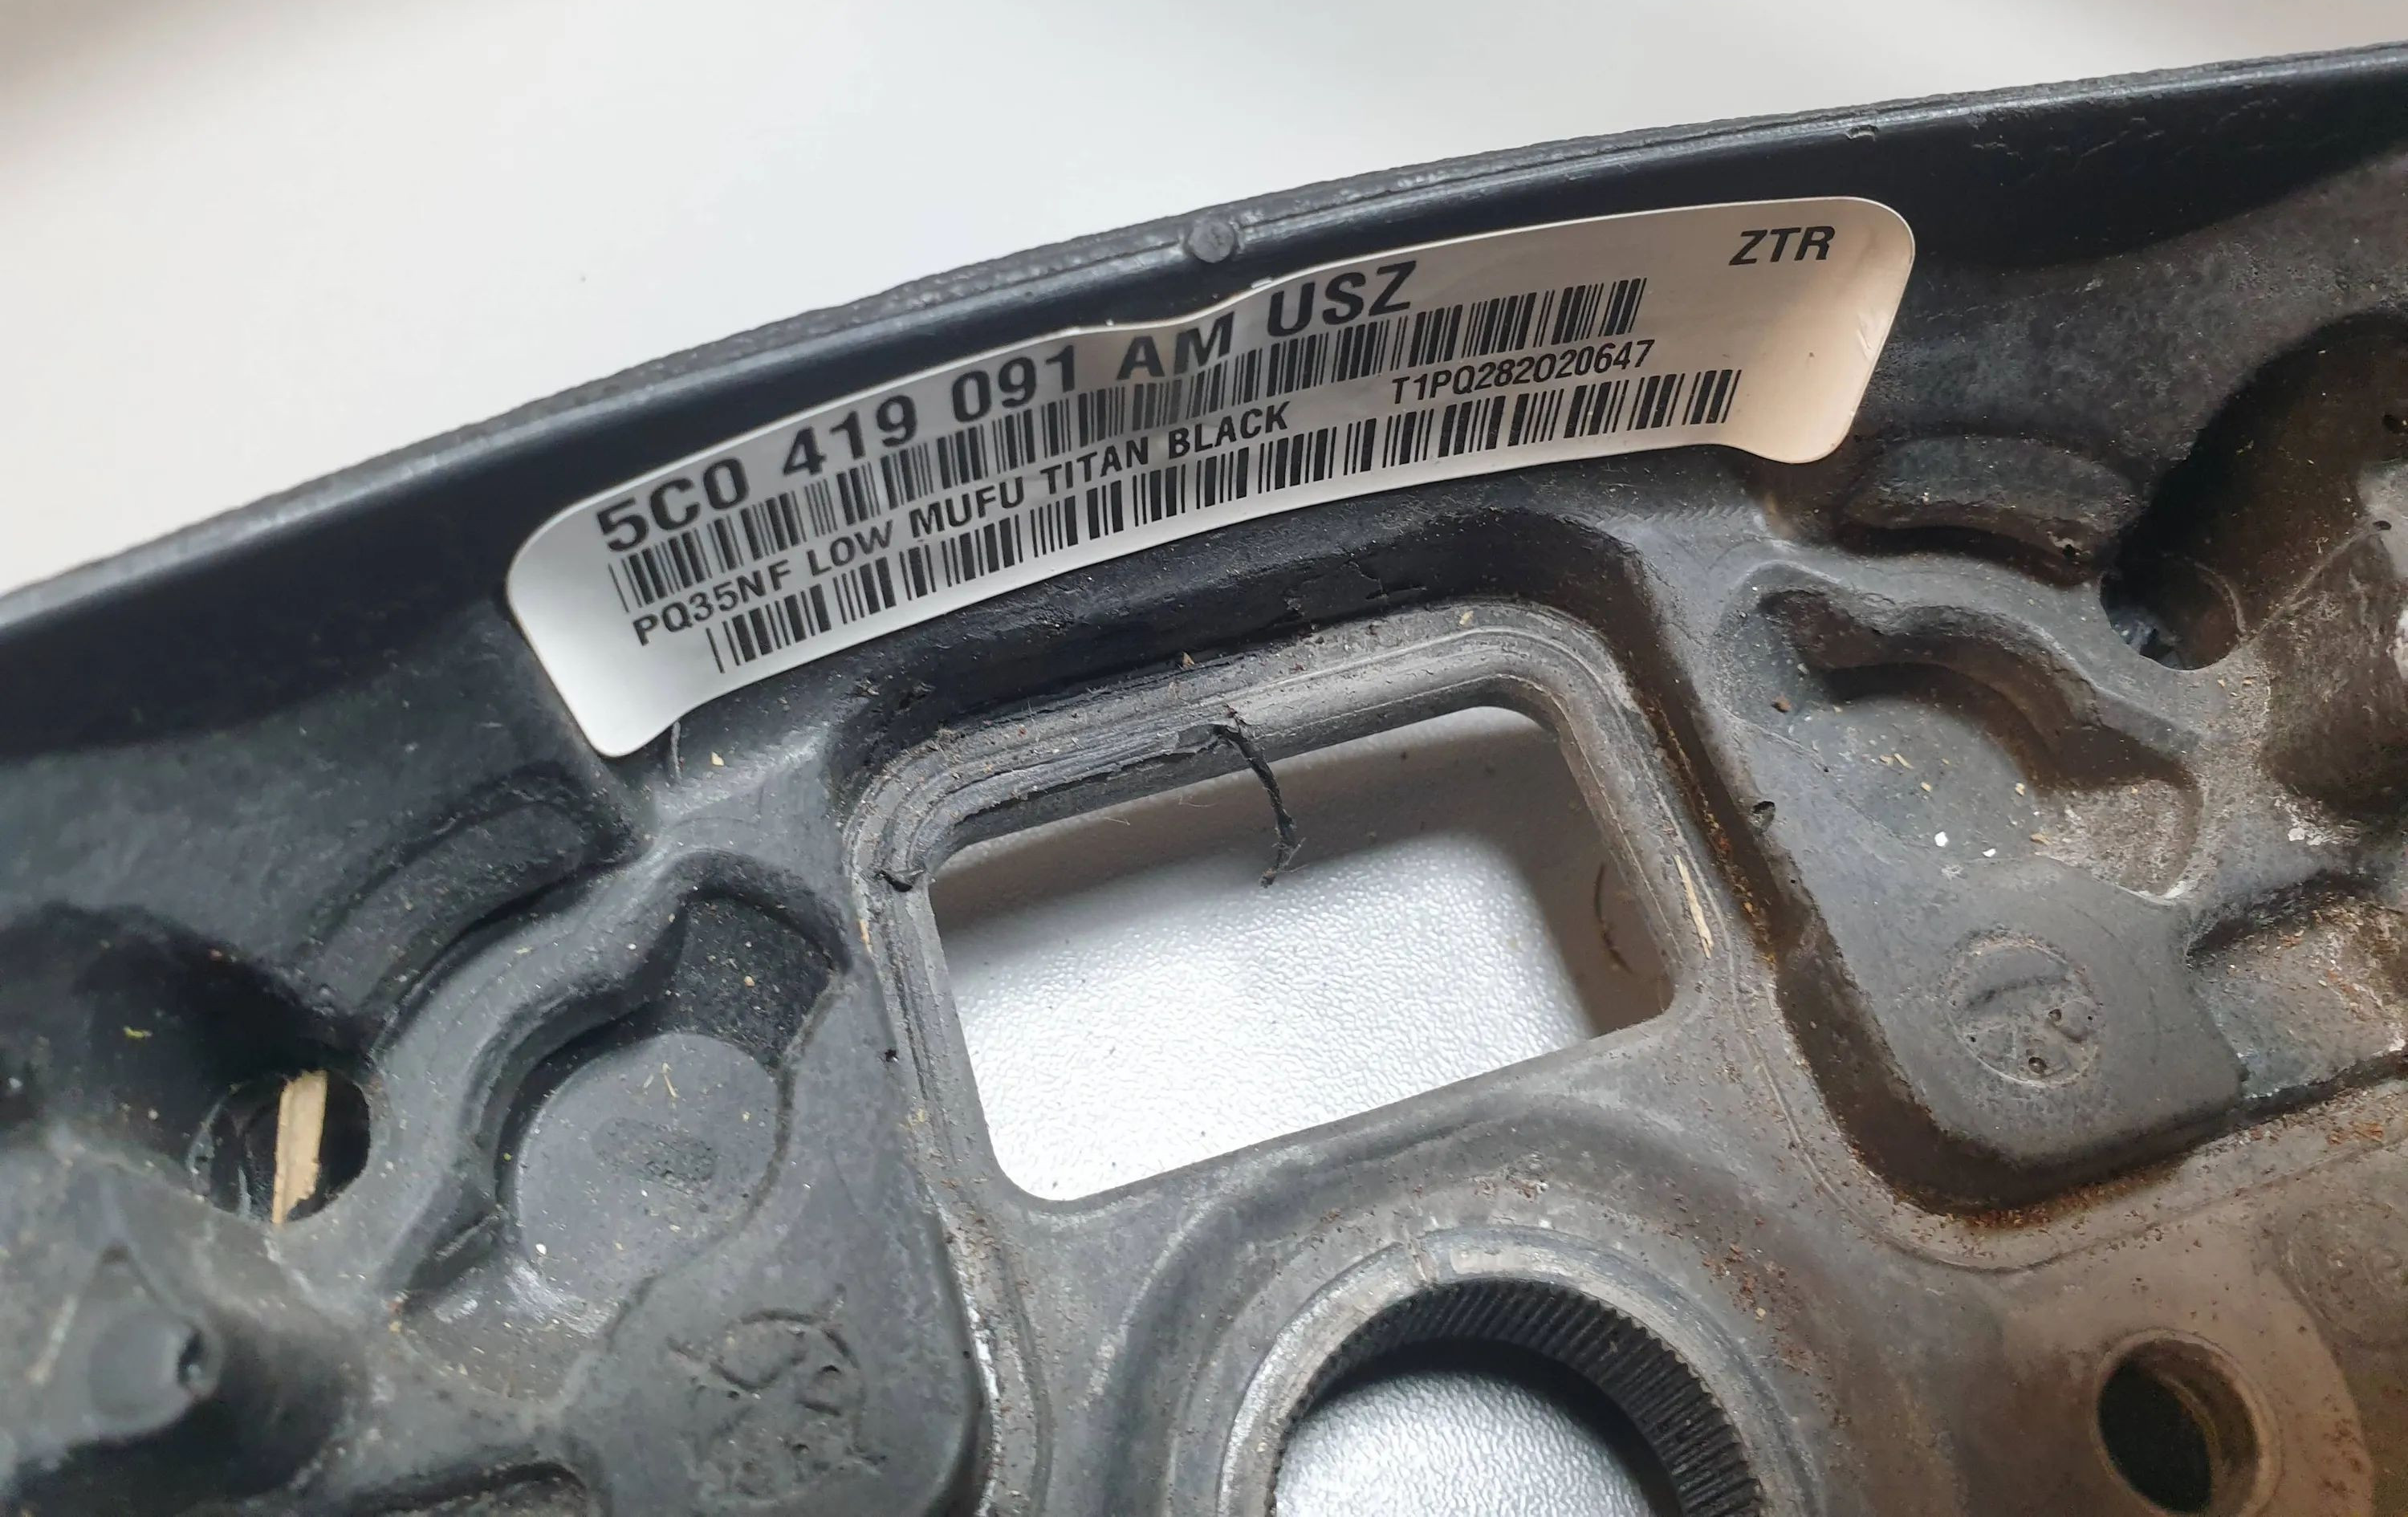 ZTR
5C0 419 091 AM USZ
T1PQ282020647
PQ35NF LOW MUFU TITAN BLACK